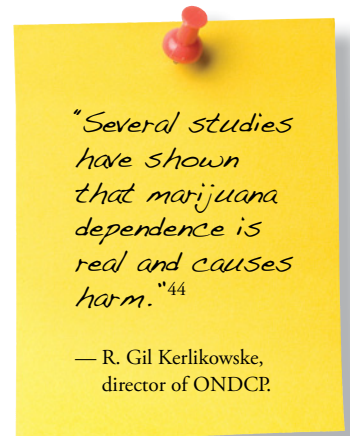 "Several studies
have shown
that marijuana
dependence is
real and causes
harm."44
— R. Gil Kerlikowske,
director of ONDCP.